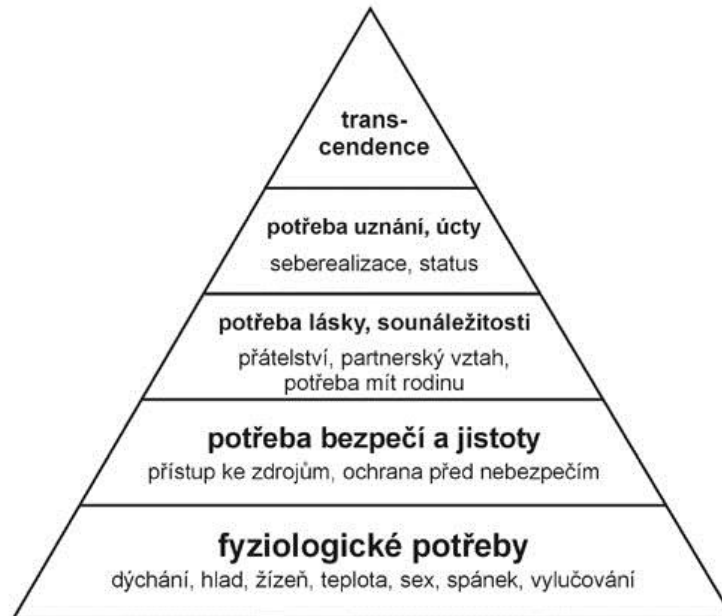 trans-
cendence
potřeba uznání, úcty
seberealizace, status
potřeba lásky, sounáležitosti
přátelství, partnerský vztah,
potřeba mít rodinu
potřeba bezpečí a jistoty
přístup ke zdrojům, ochrana před nebezpečím
fyziologické potřeby
dýchání, hlad, žízeň, teplota, sex, spánek, vylučování